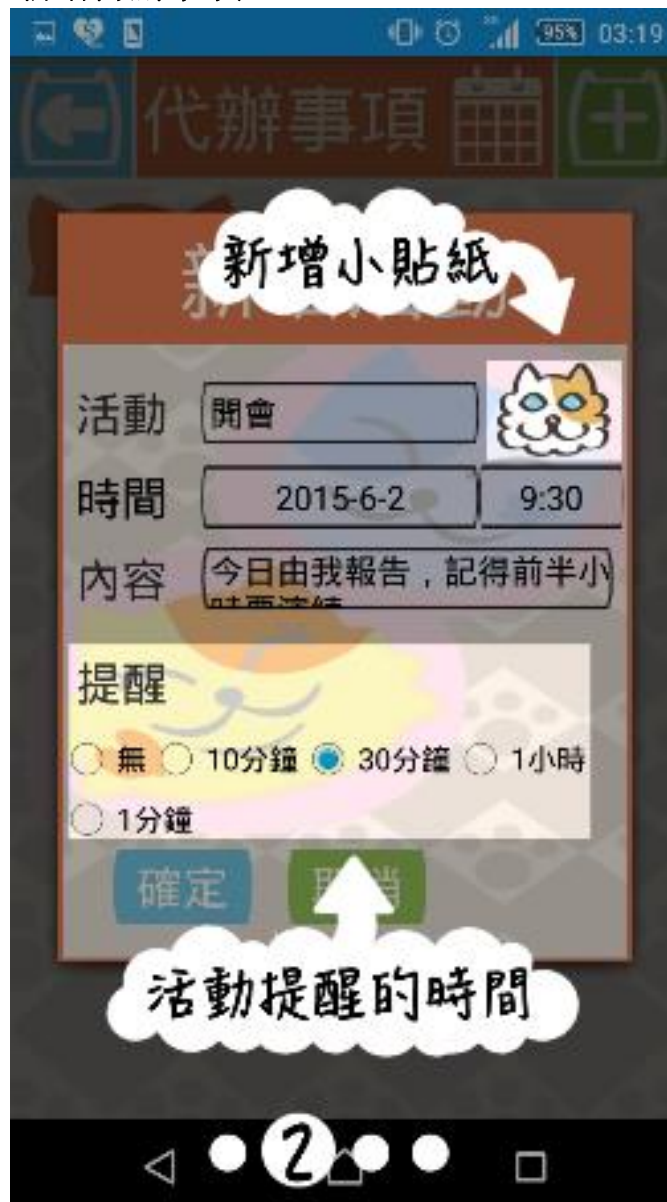 95% 03:19
代辦事項
新增小貼紙
活動 開會
時間 2015-6-2 9:30
內容 今日由我報告，記得前半小
提醒
無 10分鐘 30分鐘 1小時
1分鐘
確定 取消
活動提醒的時間
2